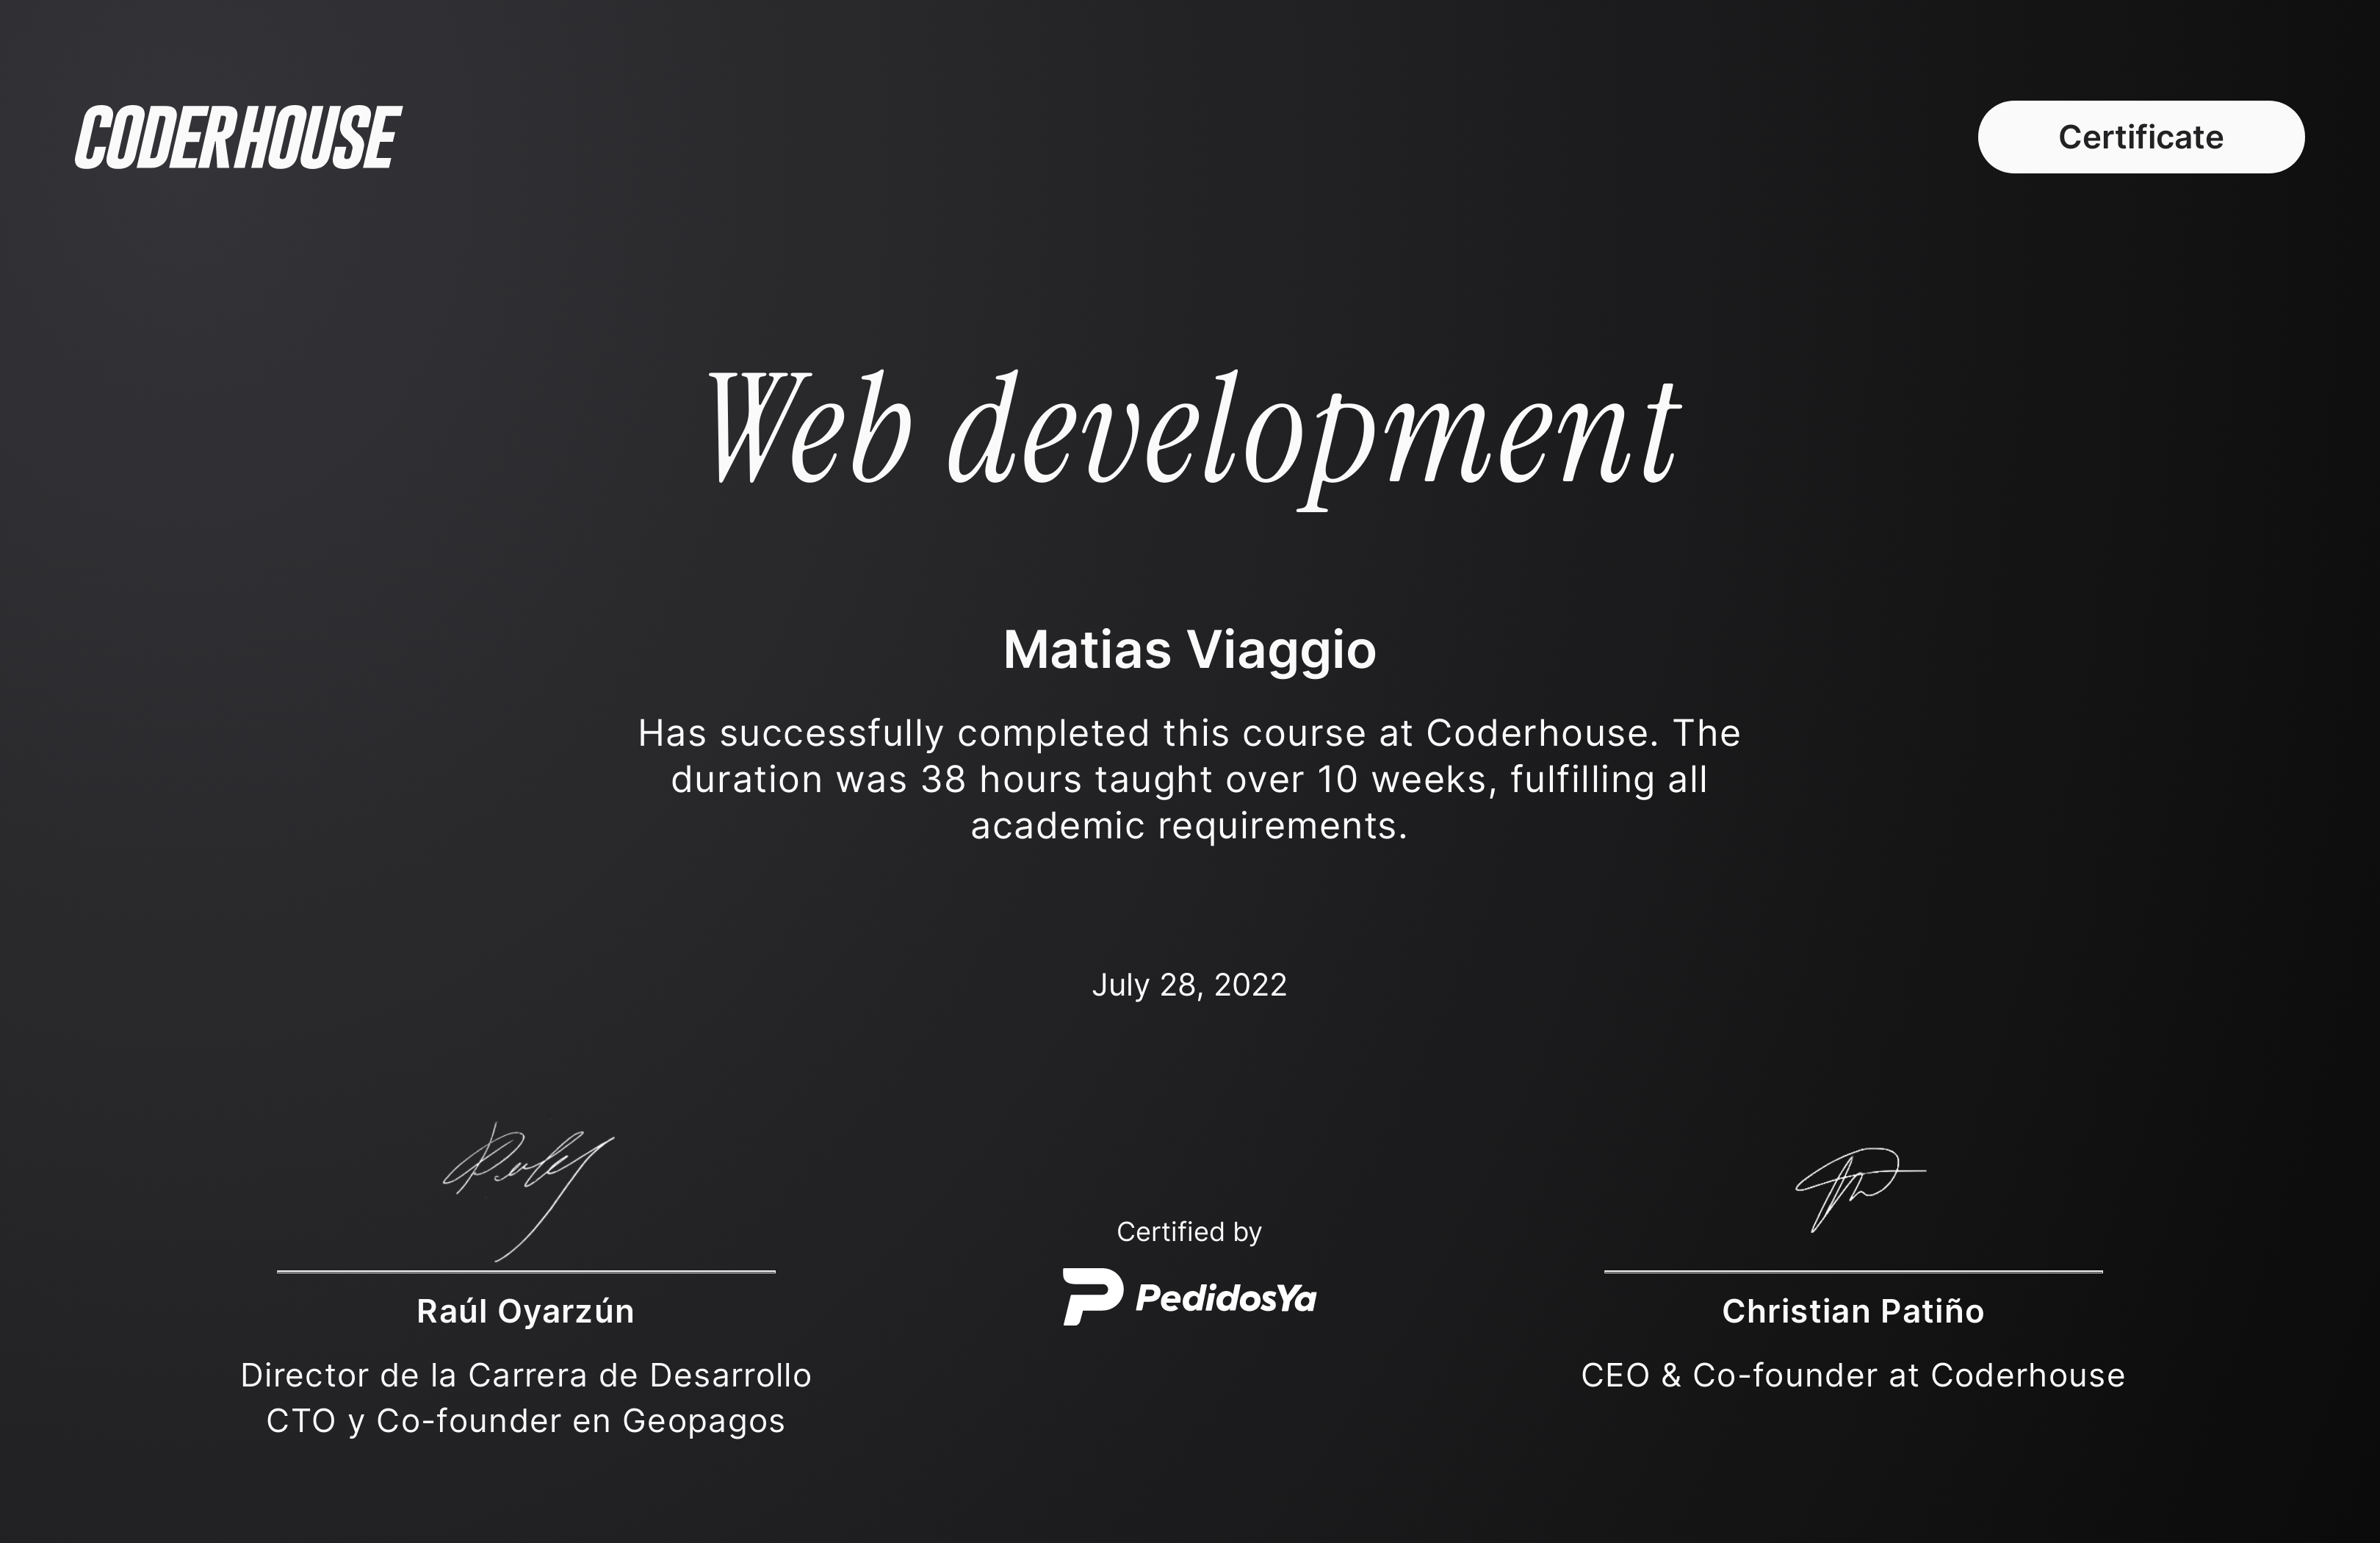 CODERHOUSE
Certificate
Web development
Matias Viaggio
Has successfully completed this course at Coderhouse. The
duration was 38 hours taught over 10 weeks, fulfilling all
academic requirements.
July 28, 2022
Raúl Oyarzún
Director de la Carrera de Desarrollo
CTO y Co-founder en Geopagos
Certified by
PedidosYa
Christian Patiño
CEO & Co-founder at Coderhouse